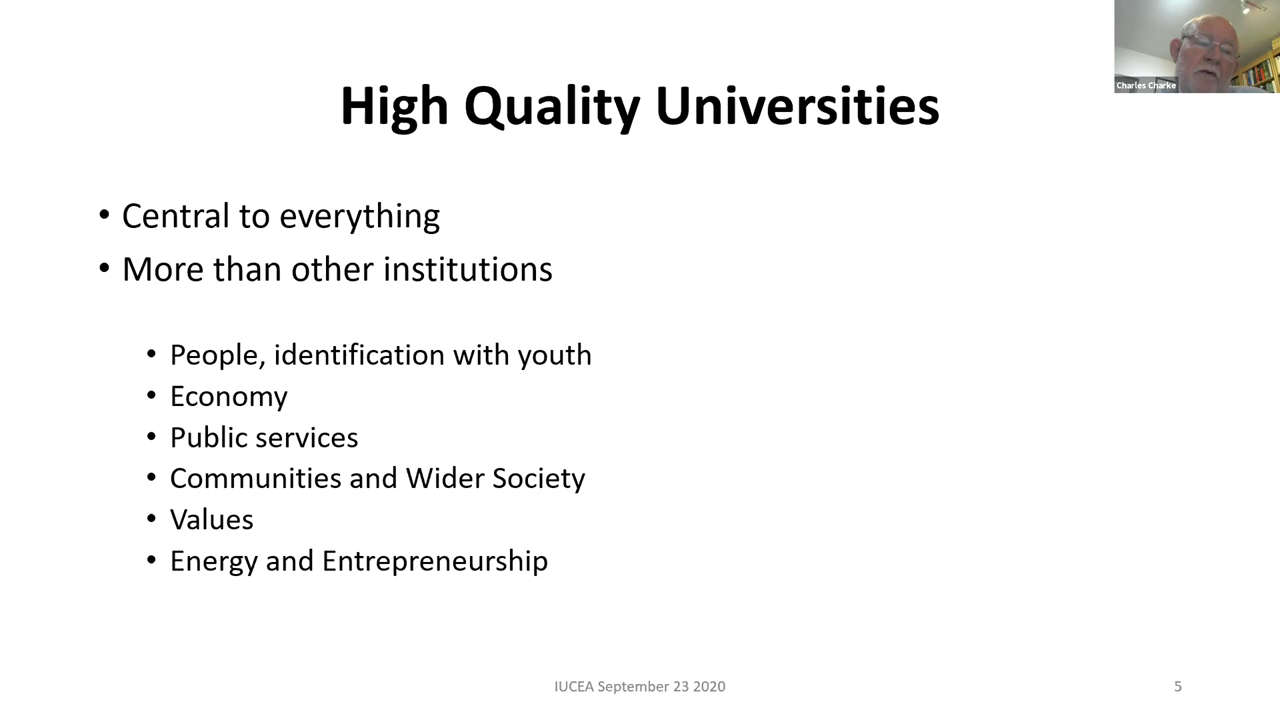 Charles Charke
High Quality Universities
• Central to everything
• More than other institutions
• People, identification with youth
• Economy
• Public services
• Communities and Wider Society
• Values
• Energy and Entrepreneurship
IUCEA September 23 2020
5